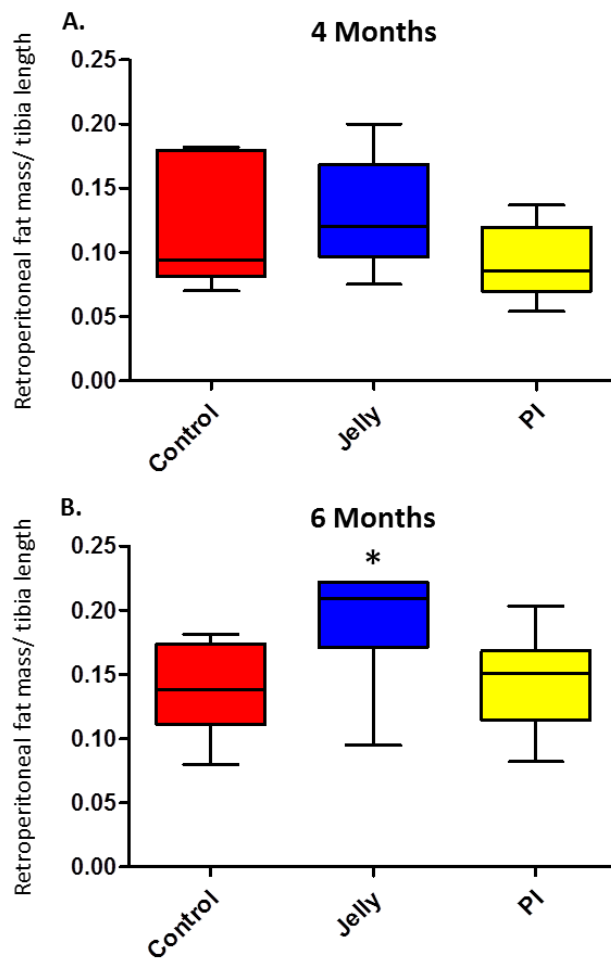 A.
4 Months
Retroperitoneal fat mass/ tibia length
0.25
0.20
0.15
0.10
0.05
0.00
Control
Jelly
PI
B.
6 Months
Retroperitoneal fat mass/ tibia length
0.25
0.20
0.15
0.10
0.05
0.00
*
Control
Jelly
PI